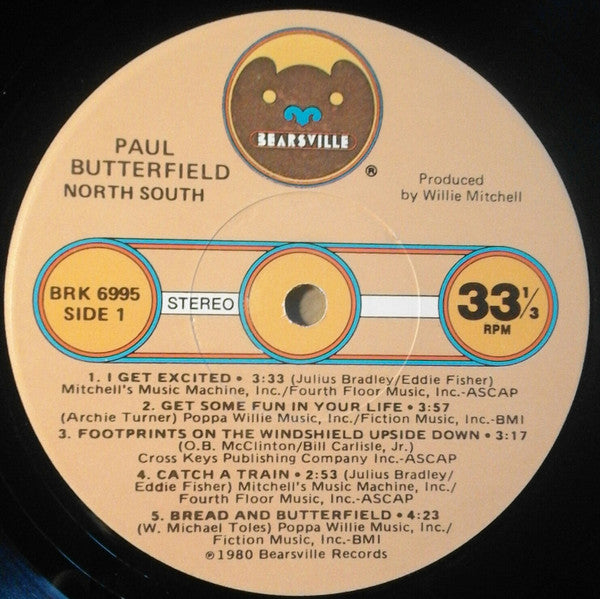 BEARSVILLE
®
PAUL
BUTTERFIELD
NORTH SOUTH
Produced
by Willie Mitchell
BRK 6995
SIDE 1
STEREO
33⅓
RPM
1. I GET EXCITED • 3:33 (Julius Bradley/Eddie Fisher)
Mitchell's Music Machine, Inc./Fourth Floor Music, Inc.-ASCAP
2. GET SOME FUN IN YOUR LIFE • 3:57
(Archie Turner) Poppa Willie Music, Inc./Fiction Music, Inc.-BMI
3. FOOTPRINTS ON THE WINDSHIELD UPSIDE DOWN • 3:17
(O.B. McClinton/Bill Carlisle, Jr.)
Cross Keys Publishing Company Inc.-ASCAP
4. CATCH A TRAIN • 2:53 (Julius Bradley/
Eddie Fisher) Mitchell's Music Machine, Inc./
Fourth Floor Music, Inc.-ASCAP
5. BREAD AND BUTTERFIELD • 4:23
(W. Michael Toles) Poppa Willie Music, Inc./
Fiction Music, Inc.-BMI
℗1980 Bearsville Records